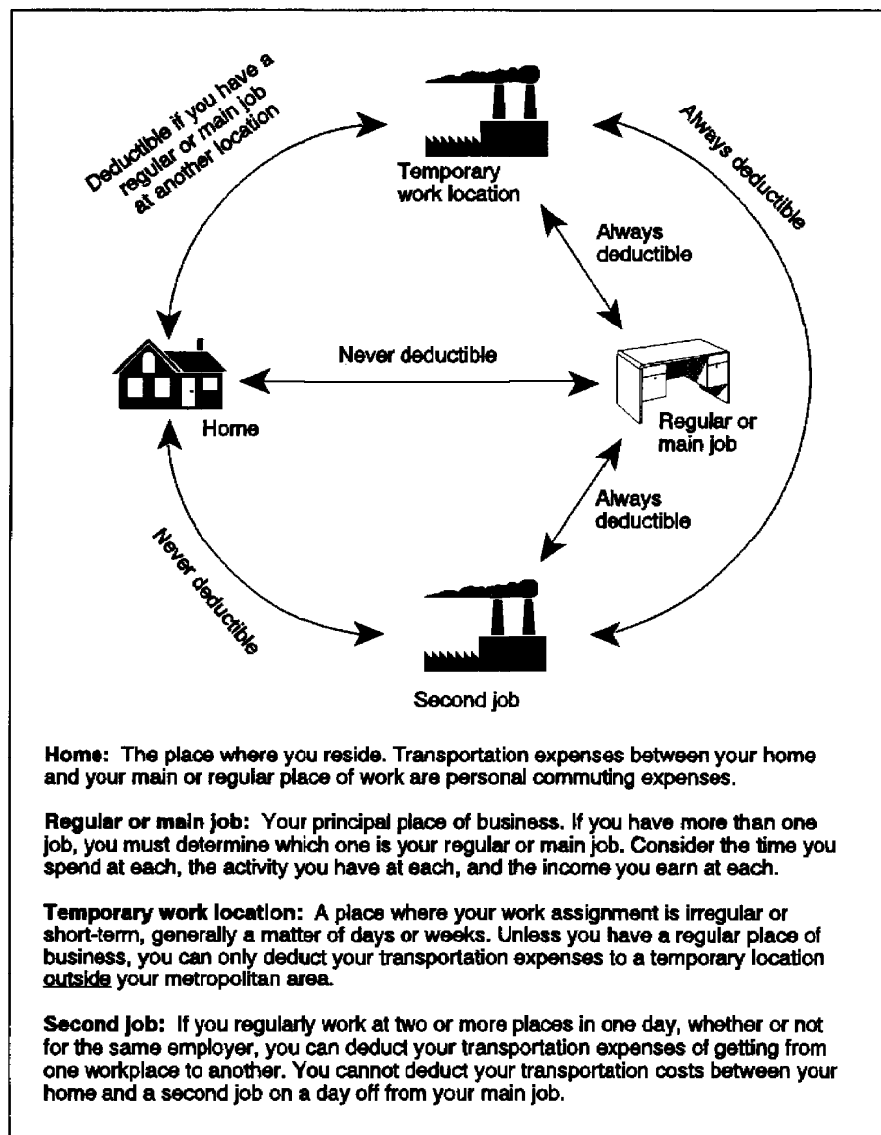 Deductible if you have a
regular or main job
at another location
Temporary
work location
Always deductible
Always
deductible
Never deductible
Home
Regular or
main job
Always
deductible
Never deductible
Second job
Home: The place where you reside. Transportation expenses between your home
and your main or regular place of work are personal commuting expenses.
Regular or main job: Your principal place of business. If you have more than one
job, you must determine which one is your regular or main job. Consider the time you
spend at each, the activity you have at each, and the income you earn at each.
Temporary work location: A place where your work assignment is irregular or
short-term, generally a matter of days or weeks. Unless you have a regular place of
business, you can only deduct your transportation expenses to a temporary location
outside your metropolitan area.
Second job: If you regularly work at two or more places in one day, whether or not
for the same employer, you can deduct your transportation expenses of getting from
one workplace to another. You cannot deduct your transportation costs between your
home and a second job on a day off from your main job.